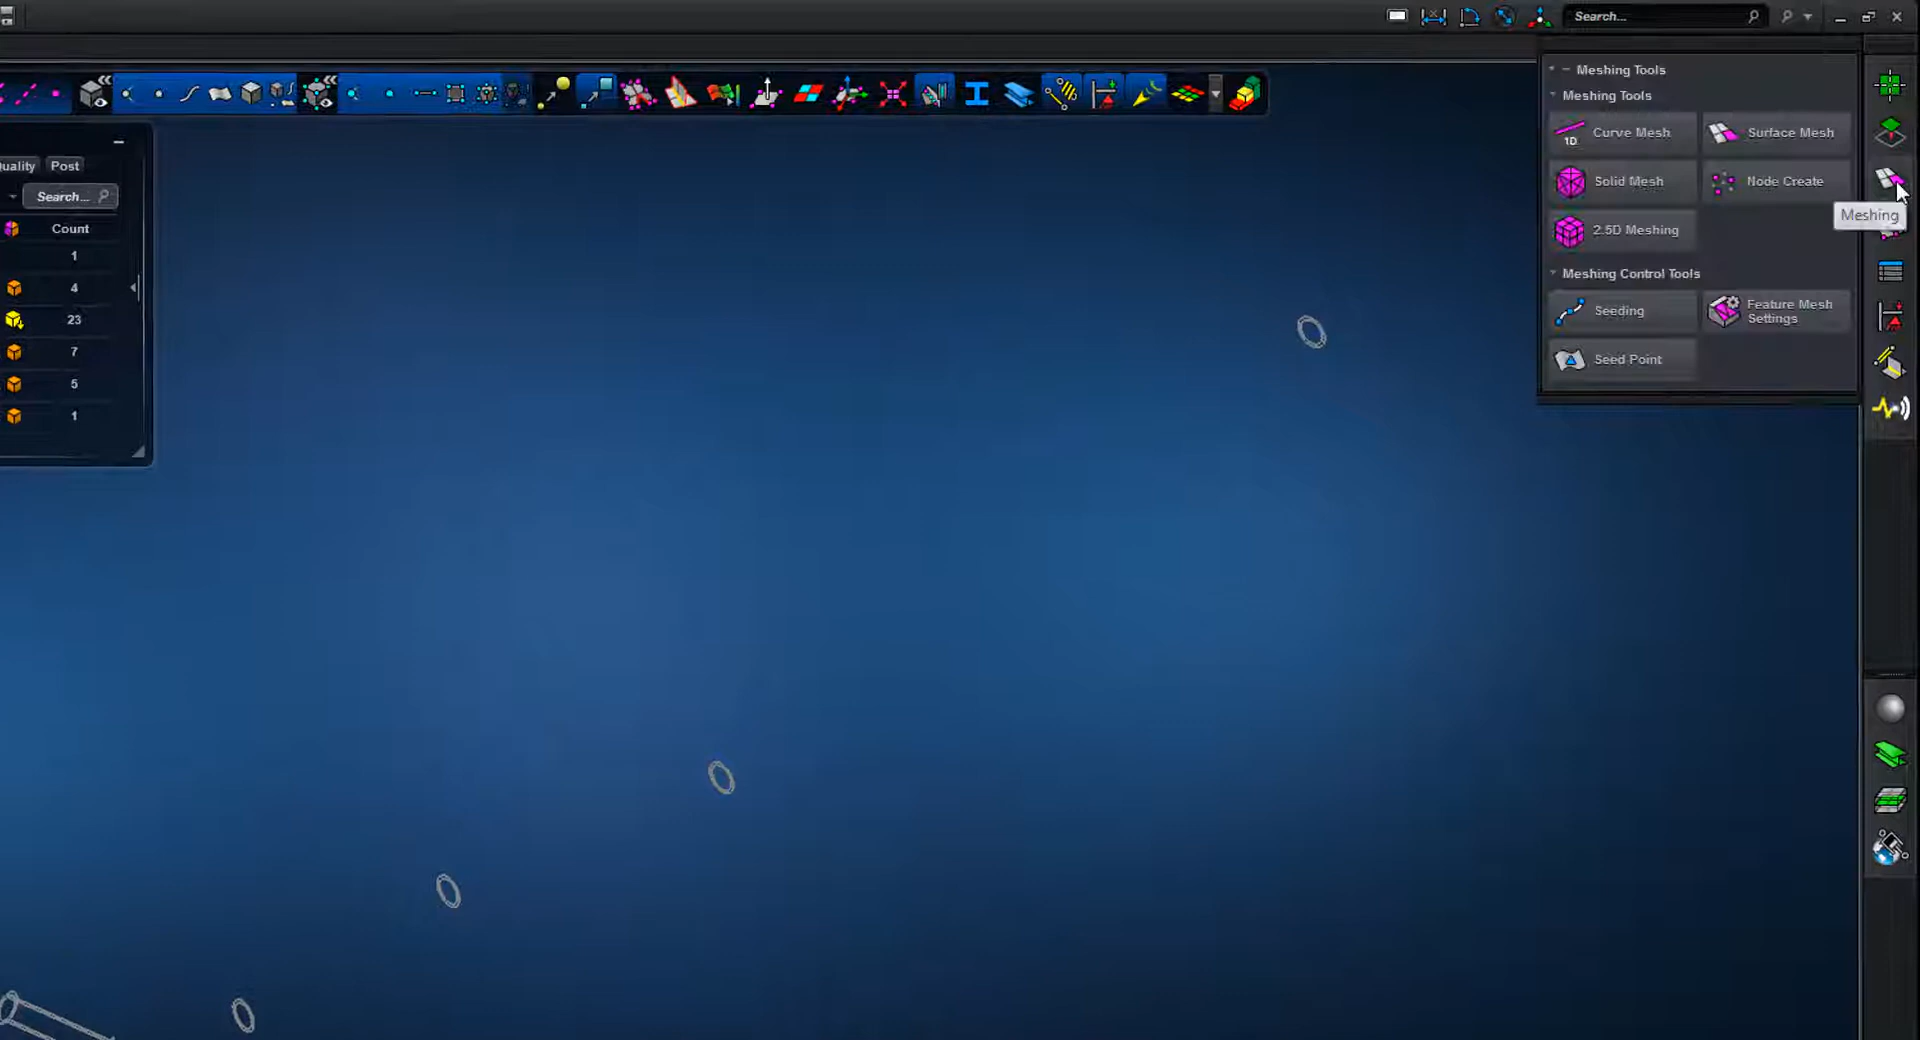 Search...
Meshing Tools
Meshing Tools
1D
Curve Mesh
Surface Mesh
Solid Mesh
Node Create
2.5D Meshing
Meshing
Meshing Control Tools
Seeding
Feature Mesh
Settings
Seed Point
Post
Search...
Count
1
4
23
7
5
1